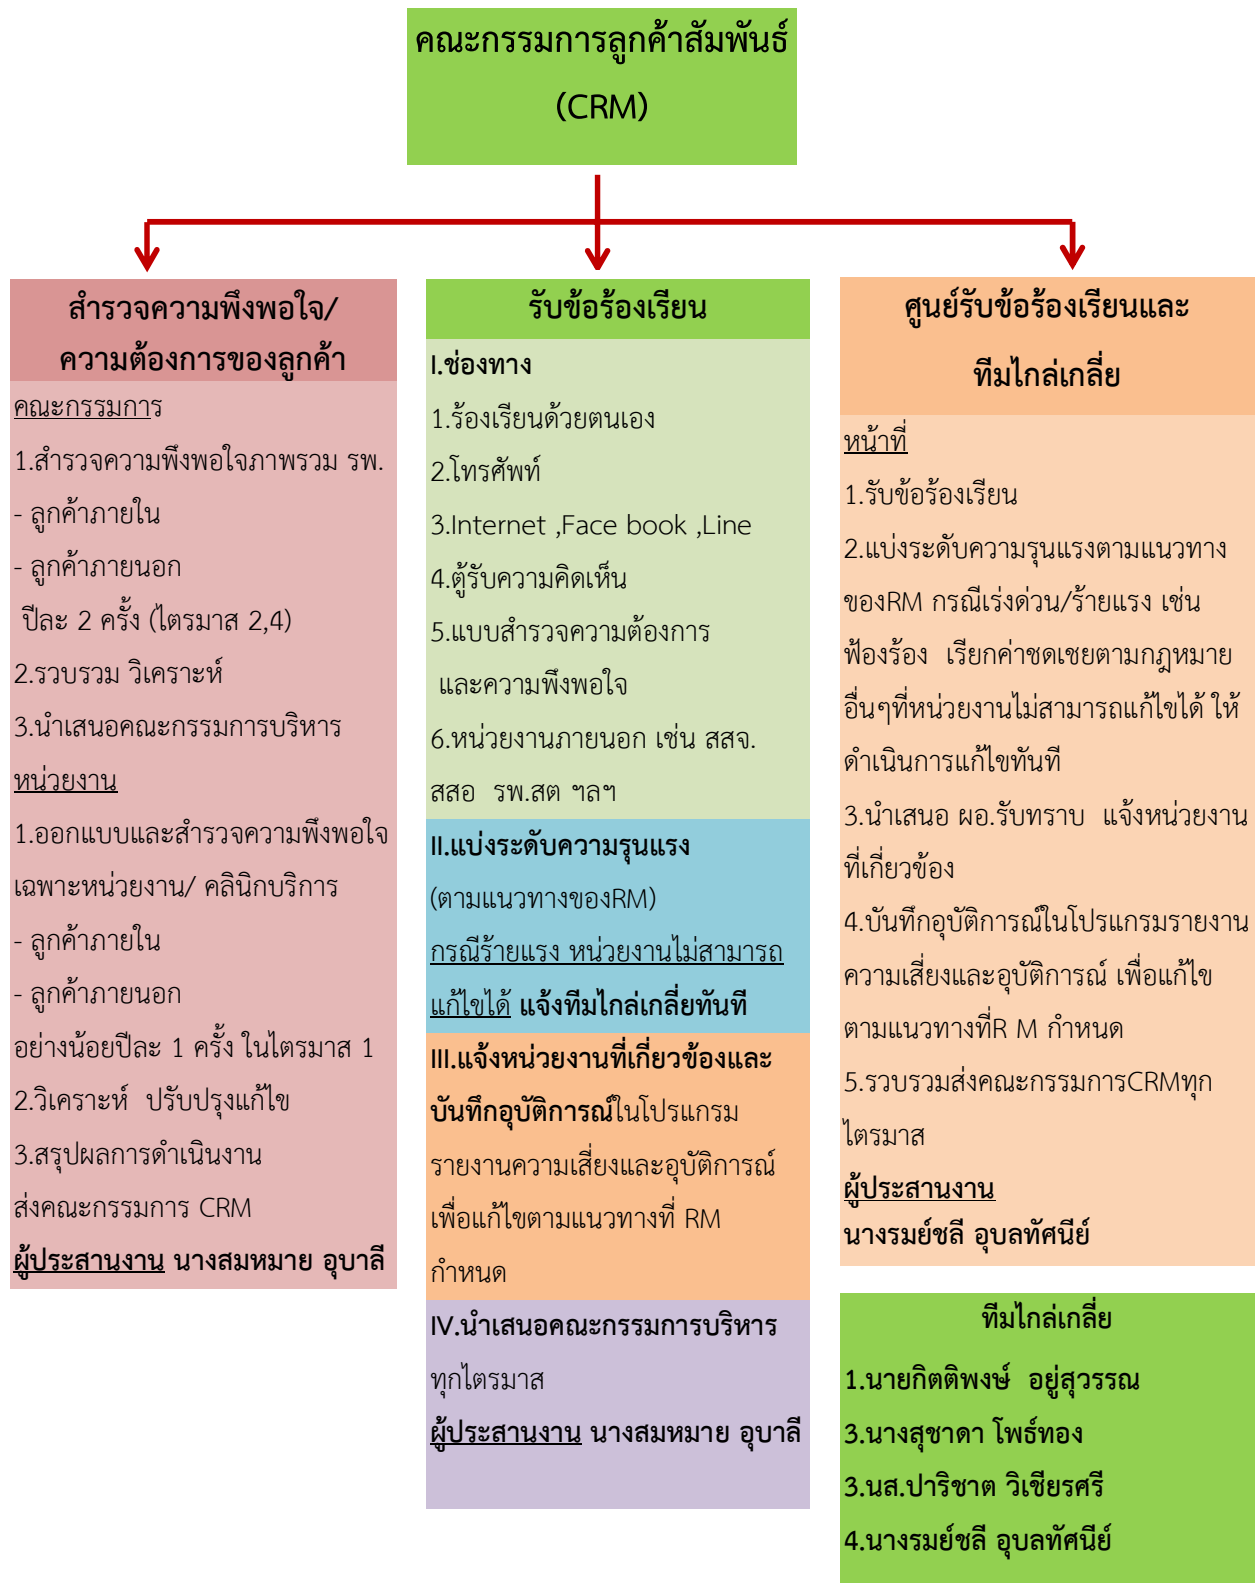 คณะกรรมการลูกค้าสัมพันธ์
(CRM)
สำรวจความพึงพอใจ/
ความต้องการของลูกค้า
คณะกรรมการ
1.สำรวจความพึงพอใจภาพรวม รพ.
- ลูกค้าภายใน
- ลูกค้าภายนอก
ปีละ 2 ครั้ง (ไตรมาส 2,4)
2.รวบรวม วิเคราะห์
3.นำเสนอคณะกรรมการบริหาร
หน่วยงาน
1.ออกแบบและสำรวจความพึงพอใจ
เฉพาะหน่วยงาน/ คลินิกบริการ
- ลูกค้าภายใน
- ลูกค้าภายนอก
อย่างน้อยปีละ 1 ครั้ง ในไตรมาส 1
2.วิเคราะห์ ปรับปรุงแก้ไข
3.สรุปผลการดำเนินงาน
ส่งคณะกรรมการ CRM
ผู้ประสานงาน นางสมหมาย อุบาลี
รับข้อร้องเรียน
I.ช่องทาง
1.ร้องเรียนด้วยตนเอง
2.โทรศัพท์
3.Internet ,Face book ,Line
4.ตู้รับความคิดเห็น
5.แบบสำรวจความต้องการ
และความพึงพอใจ
6.หน่วยงานภายนอก เช่น สสจ.
สสอ รพ.สต ฯลฯ
II.แบ่งระดับความรุนแรง
(ตามแนวทางของRM)
กรณีร้ายแรง หน่วยงานไม่สามารถ
แก้ไขได้ แจ้งทีมไกล่เกลี่ยทันที
III.แจ้งหน่วยงานที่เกี่ยวข้องและ
บันทึกอุบัติการณ์ในโปรแกรม
รายงานความเสี่ยงและอุบัติการณ์
เพื่อแก้ไขตามแนวทางที่ RM
กำหนด
IV.นำเสนอคณะกรรมการบริหาร
ทุกไตรมาส
ผู้ประสานงาน นางสมหมาย อุบาลี
ศูนย์รับข้อร้องเรียนและ
ทีมไกล่เกลี่ย
หน้าที่
1.รับข้อร้องเรียน
2.แบ่งระดับความรุนแรงตามแนวทาง
ของRM กรณีเร่งด่วน/ร้ายแรง เช่น
ฟ้องร้อง เรียกค่าชดเชยตามกฎหมาย
อื่นๆที่หน่วยงานไม่สามารถแก้ไขได้ ให้
ดำเนินการแก้ไขทันที
3.นำเสนอ ผอ.รับทราบ แจ้งหน่วยงาน
ที่เกี่ยวข้อง
4.บันทึกอุบัติการณ์ในโปรแกรมรายงาน
ความเสี่ยงและอุบัติการณ์ เพื่อแก้ไข
ตามแนวทางที่R M กำหนด
5.รวบรวมส่งคณะกรรมการCRMทุก
ไตรมาส
ผู้ประสานงาน
นางรมย์ชลี อุบลทัศนีย์
ทีมไกล่เกลี่ย
1.นายกิตติพงษ์ อยู่สุวรรณ
3.นางสุชาดา โพธ์ทอง
3.นส.ปาริชาต วิเชียรศรี
4.นางรมย์ชลี อุบลทัศนีย์